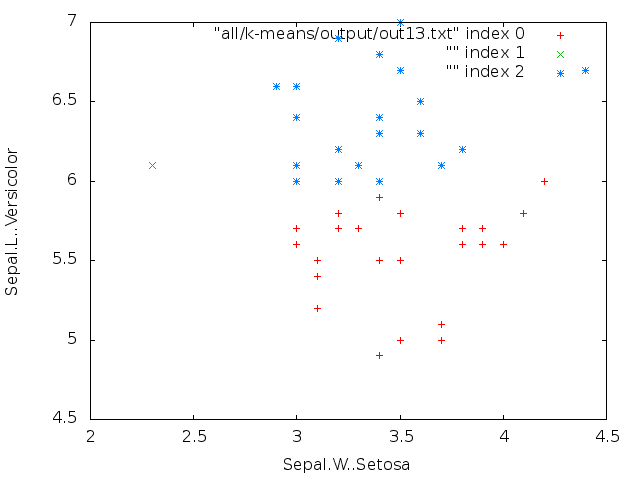 7
"all/k-means/output/out13.txt" index 0
"" index 1
"" index 2
6.5
6
5.5
5
4.5
Sepal.L..Versicolor
2 2.5 3 3.5 4 4.5
Sepal.W..Setosa